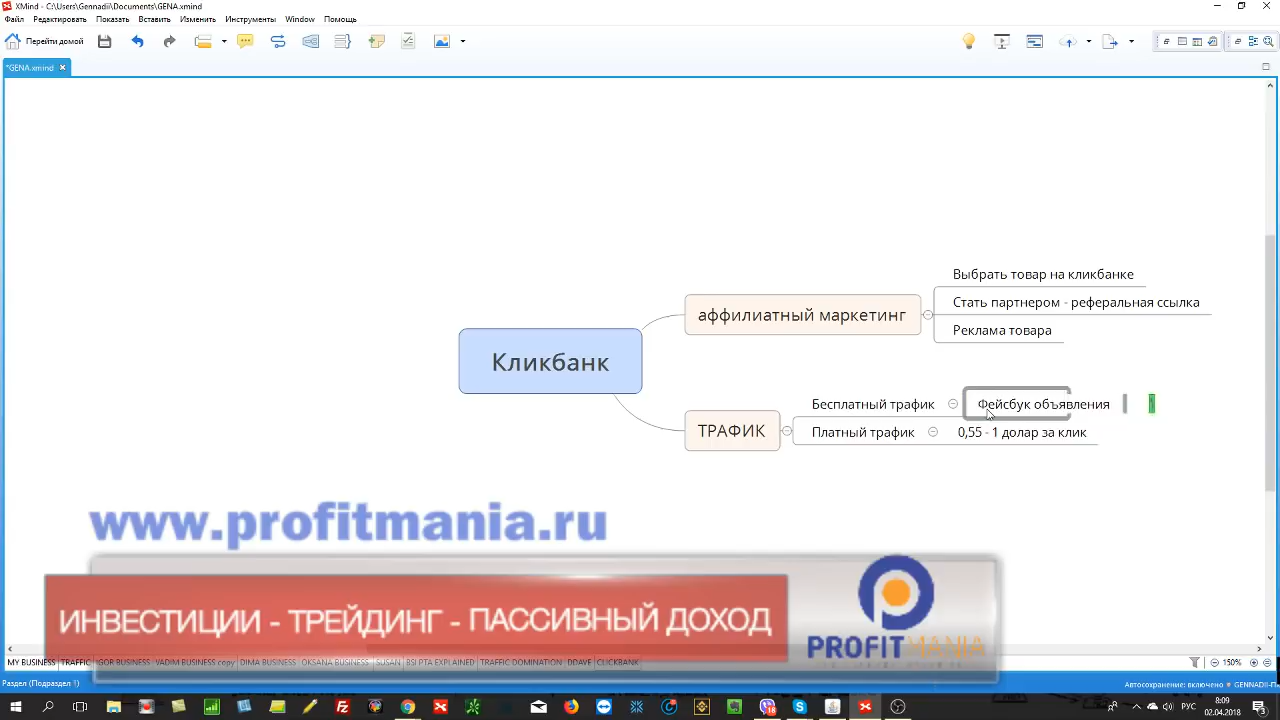 XMind - C:\Users\Gennadii\Documents\GENA.xmind
Файл Редактировать Показать Вставить Изменить Инструменты Window Помощь
Перейти домой
*GENA.xmind
Выбрать товар на кликбанке
Стать партнером - реферальная ссылка
аффилиатный маркетинг
Реклама товара
Кликбанк
Бесплатный трафик
Фейсбук объявления
ТРАФИК
Платный трафик
0,55 - 1 долар за клик
www.profitmania.ru
ИНВЕСТИЦИИ - ТРЕЙДИНГ - ПАССИВНЫЙ ДОХОД
PROFITMANIA
MY BUSINESS TRAFFIC IGOR BUSINESS VADIM BUSINESS copy DIMA BUSINESS OKSANA BUSINESS SUSAN BSI PTA EXPLAINED TRAFFIC DOMINATION DDAVE CLICKBANK
150%
Раздел (Подраздел 1)
Автосохранение: включено
РУС
8:09
02.04.2018